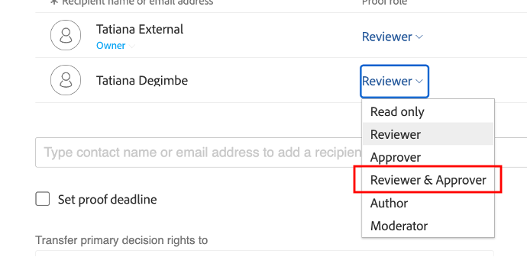 * Recipient name or email address Proof role
Tatiana External
Owner
Reviewer
Tatiana Degimbe
Reviewer
Read only
Reviewer
Approver
Reviewer & Approver
Author
Moderator
Type contact name or email address to add a recipien
Set proof deadline
Transfer primary decision rights to